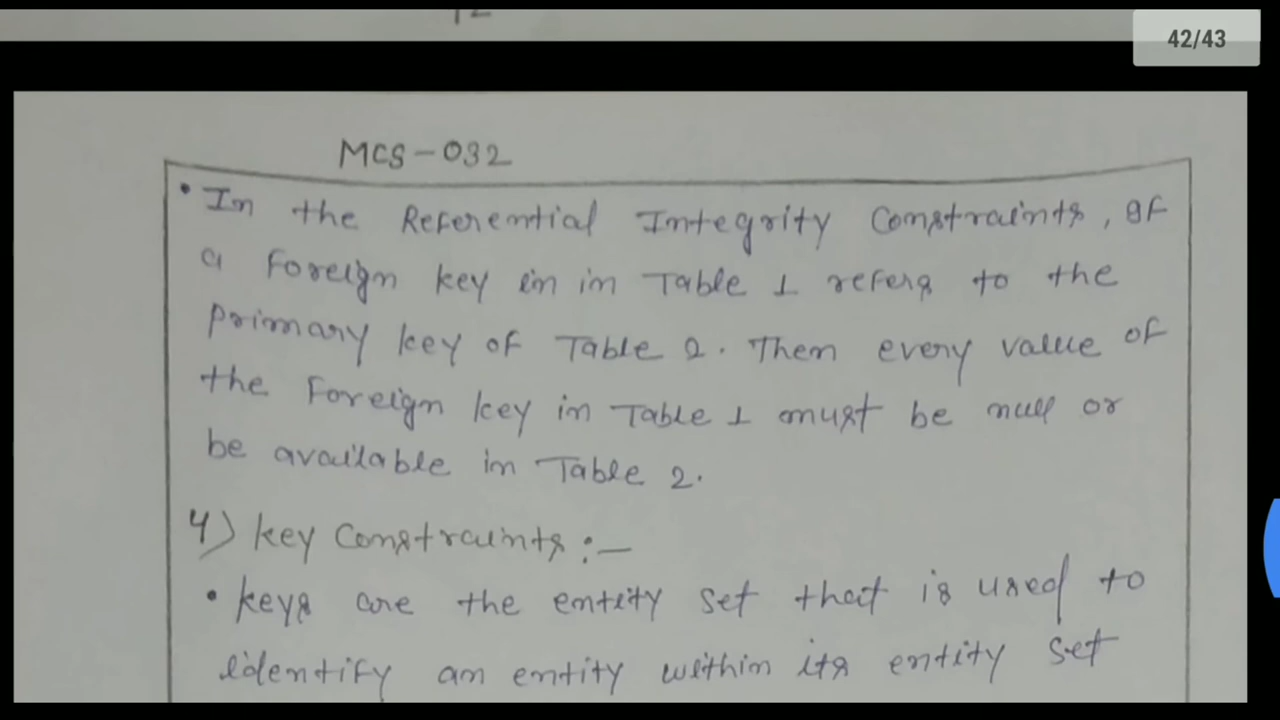 42/43
MCS-032
• In the Referential Integrity Constraints, If
a Foreign key in in Table 1 refers to the
primary key of Table 2. Then every value of
the Foreign key in Table 1 must be null or
be available in Table 2.
4) key Constraints :-
• keys are the entity set that is used to
identify an entity within its entity set